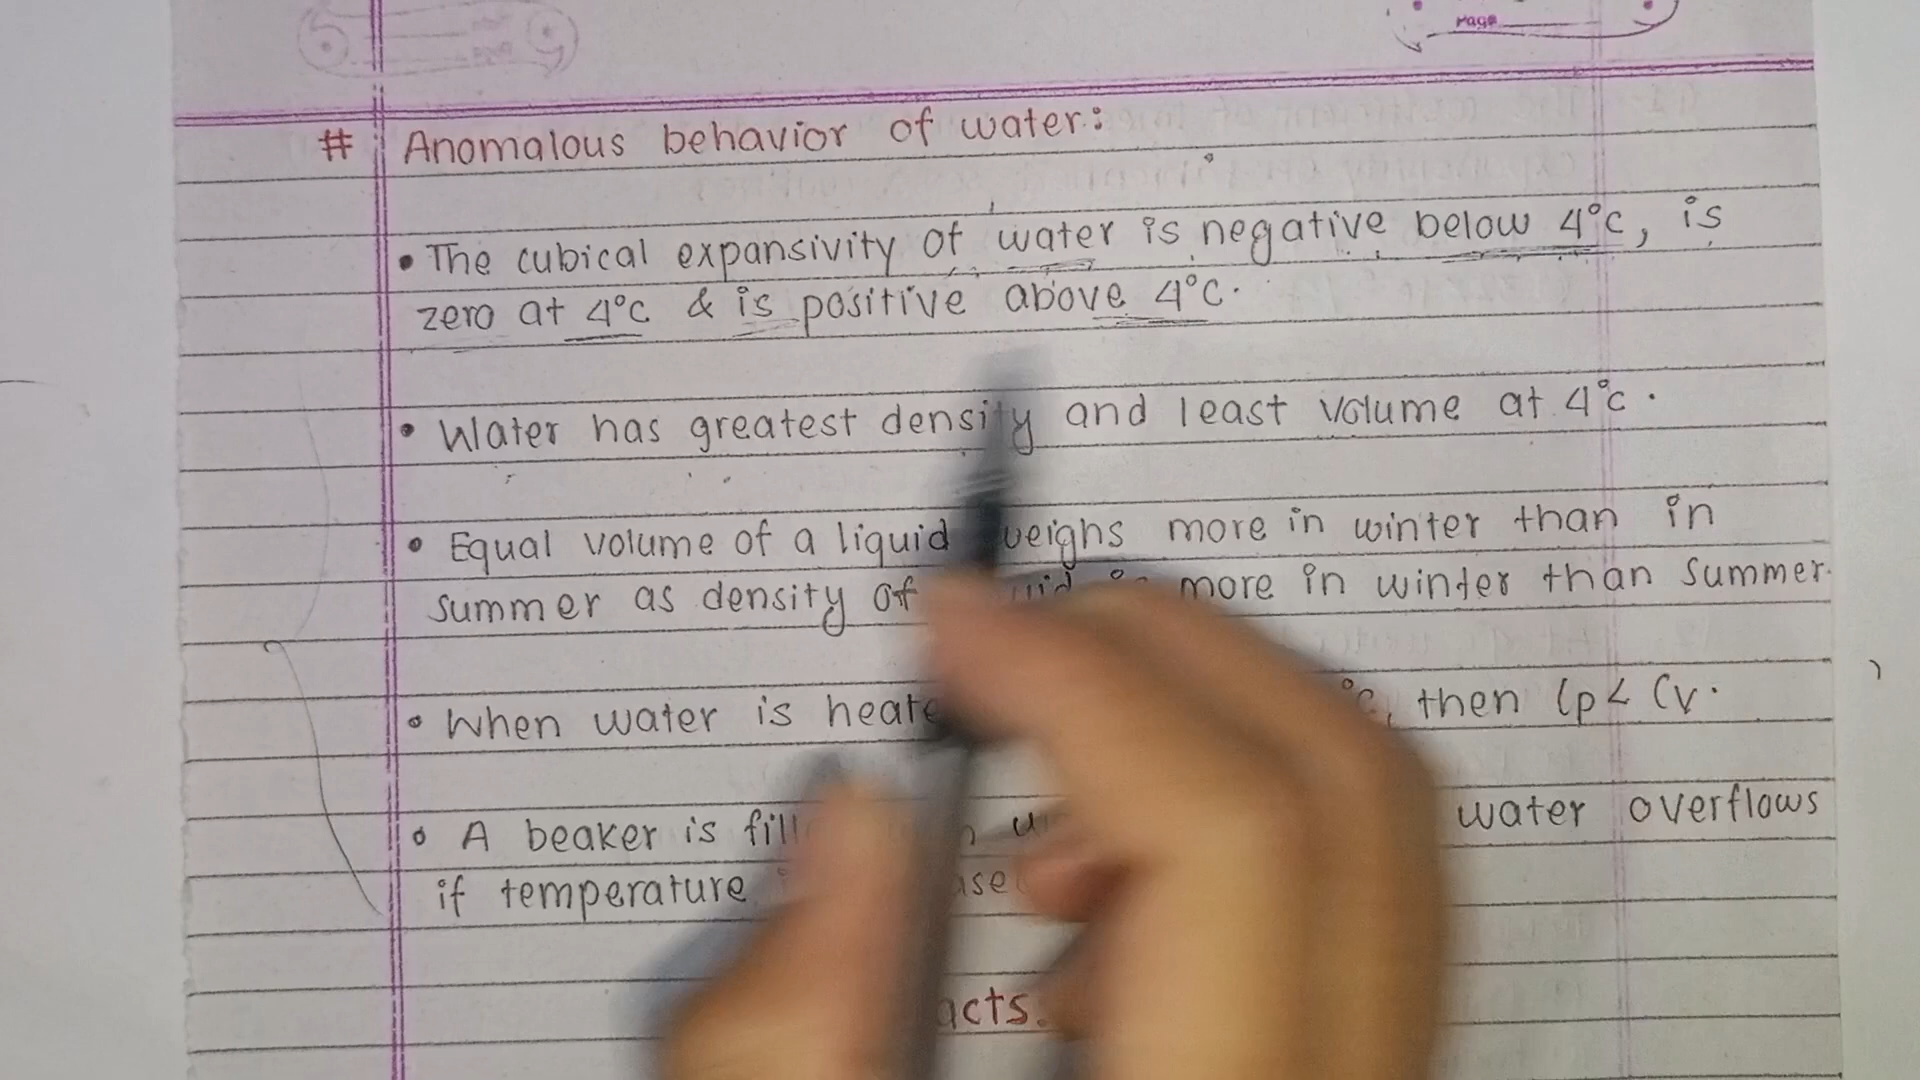 Page
# Anomalous behavior of water:
• The cubical expansivity of water is negative below 4°C, is
zero at 4°C & is positive above 4°C.
• Water has greatest density and least volume at 4°C.
• Equal volume of a liquid weighs more in winter than in
summer as density of more in winter than summer.
• When water is then Cp < Cv.
• A beaker is water overflows
if temperature